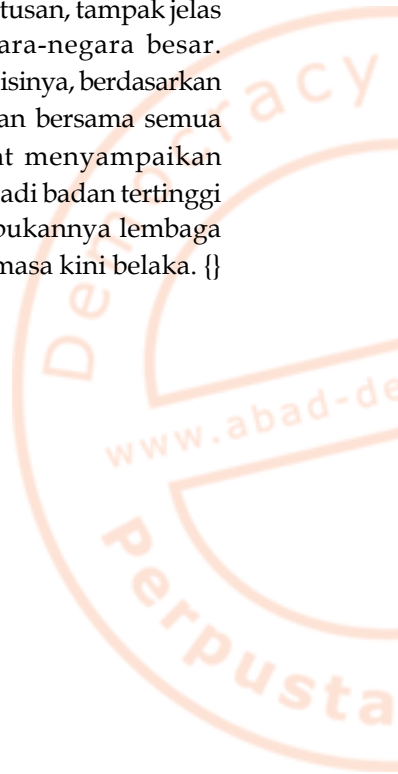 tusan, tampak jelas
ara-negara besar.
isinya, berdasarkan
an bersama semua
at menyampaikan
adi badan tertinggi
bukannya lembaga
masa kini belaka. {}
Democracy
www.abad-de
Perpusta